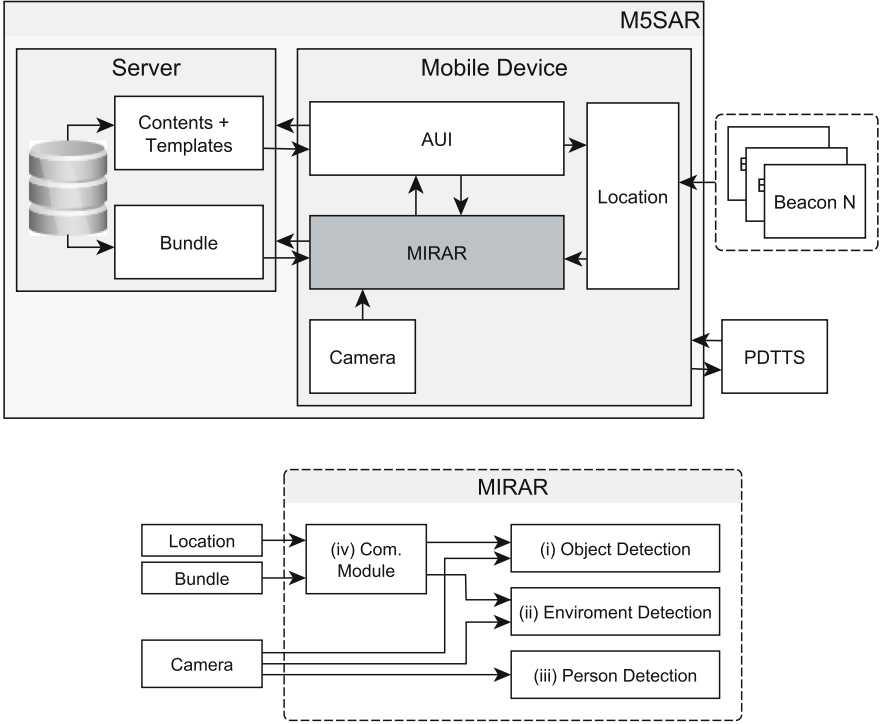 M5SAR
Server
Mobile Device
Contents +
Templates
AUI
Location
Beacon N
Bundle
MIRAR
Camera
PDTTS
MIRAR
Location
(iv) Com.
Module
(i) Object Detection
Bundle
(ii) Enviroment Detection
Camera
(iii) Person Detection